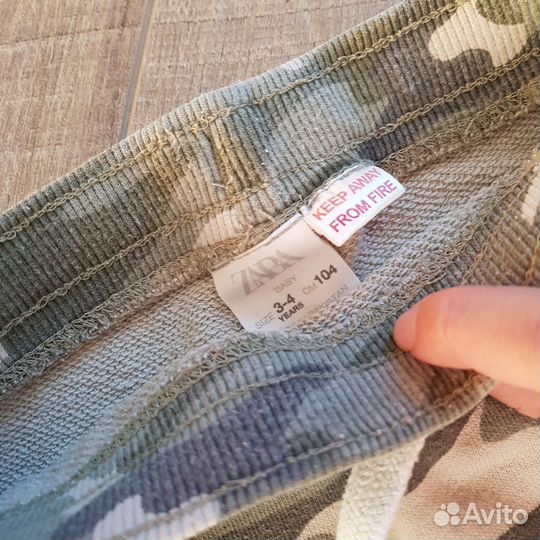 KEEP AWAY
FROM FIRE
ZARA
BABY
SIZE 3-4 YEARS CM 104
Avito